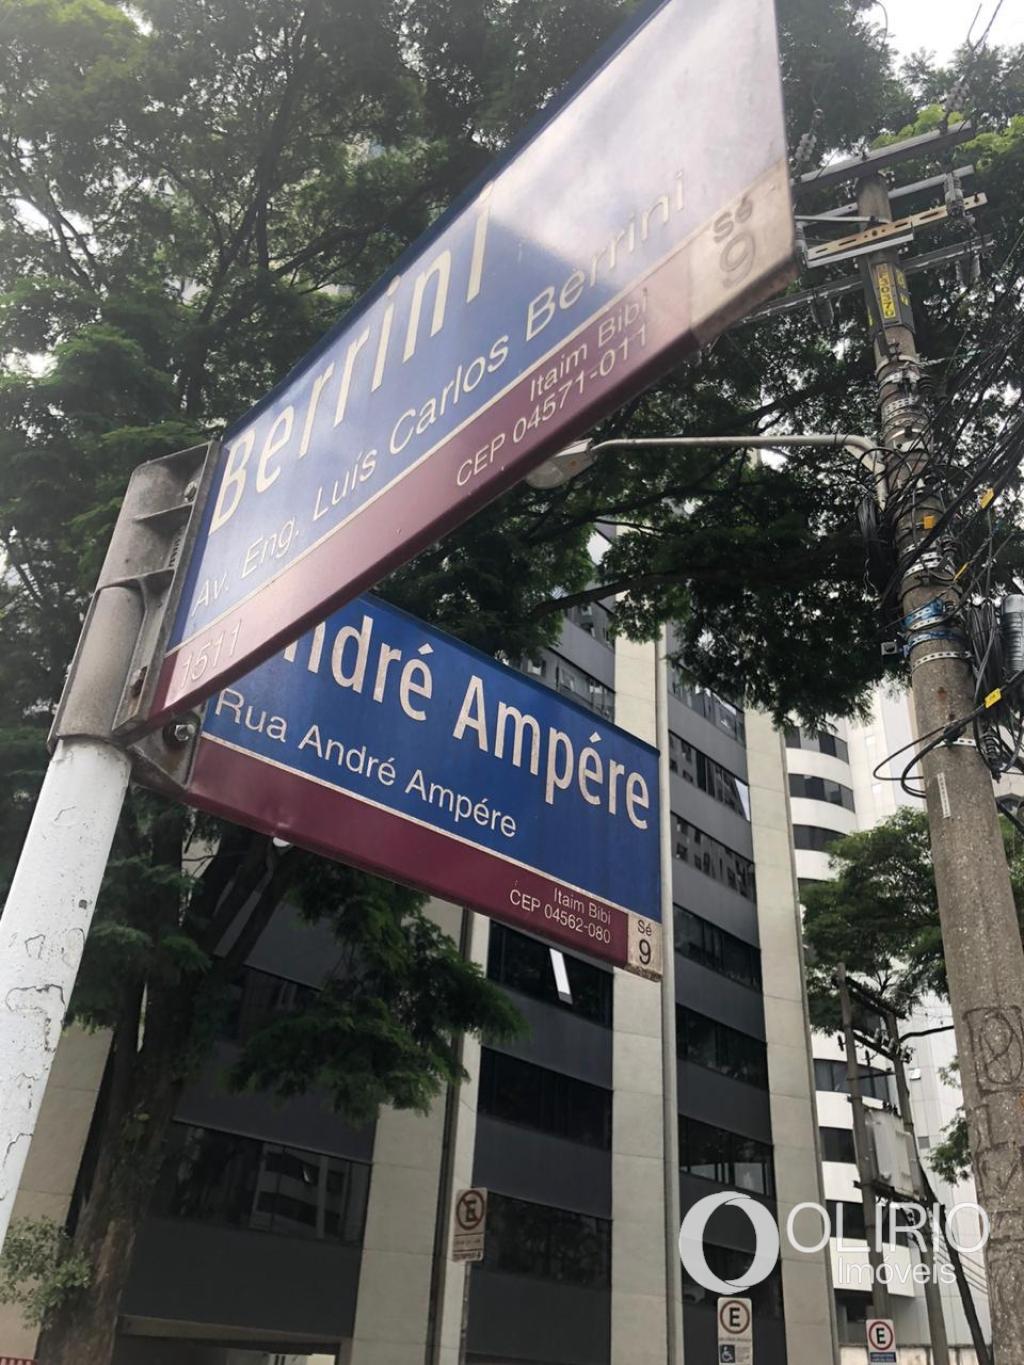 Berrini
Av. Eng. Luís Carlos Berrini
Itaim Bibi
CEP 04571-011
1511
Sé
9
André Ampére
Rua André Ampére
Itaim Bibi
CEP 04562-080
Sé
9
E
E
E
OLIRIO
Imóveis